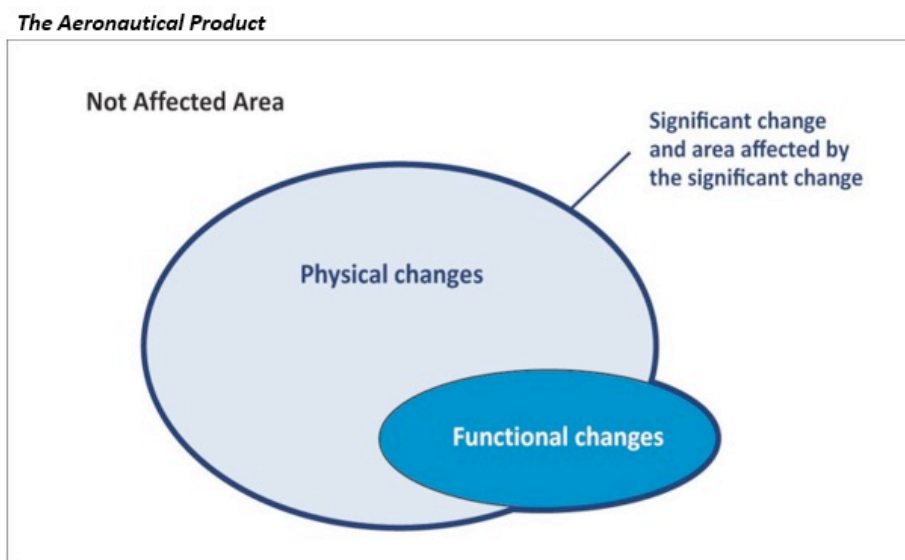 The Aeronautical Product
Not Affected Area
Significant change
and area affected by
the significant change
Physical changes
Functional changes